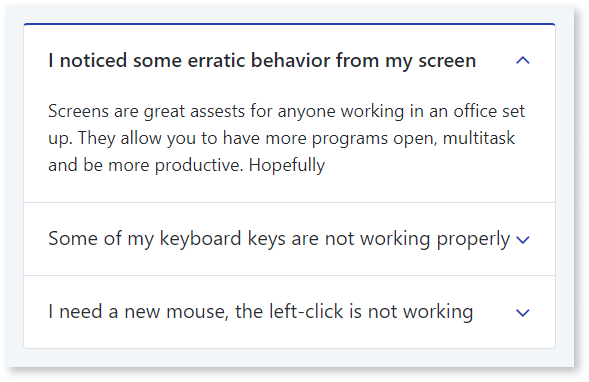 I noticed some erratic behavior from my screen
Screens are great assests for anyone working in an office set
up. They allow you to have more programs open, multitask
and be more productive. Hopefully
Some of my keyboard keys are not working properly
I need a new mouse, the left-click is not working